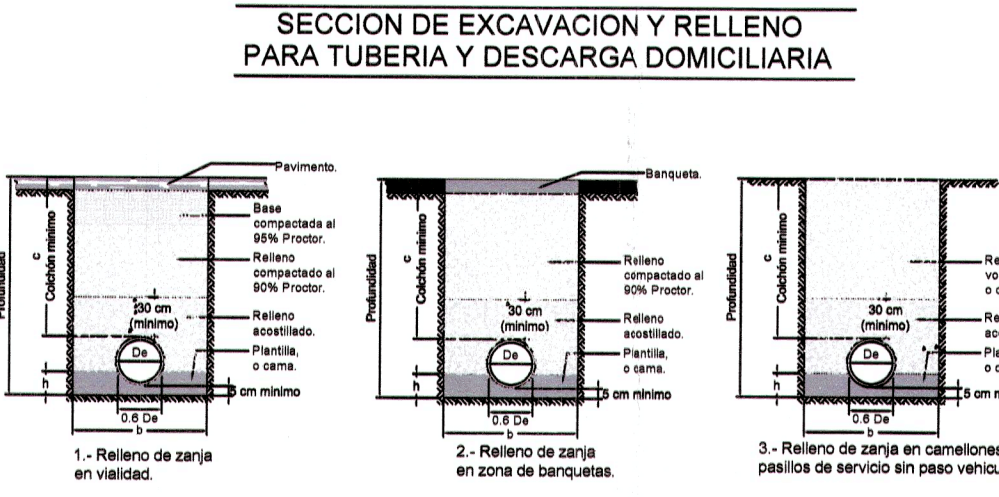 SECCION DE EXCAVACION Y RELLENO
PARA TUBERIA Y DESCARGA DOMICILIARIA
Pavimento.
Base
compactada al
95% Proctor.
Relleno
compactado al
90% Proctor.
Relleno
acostillado.
Plantilla,
o cama.
5 cm minimo
Profundidad
c
Colchón minimo
30 cm
(minimo)
De
h
0.6 De
b
1.- Relleno de zanja
en vialidad.
Banqueta.
Relleno
compactado al
90% Proctor.
Relleno
acostillado.
Plantilla,
o cama.
5 cm minimo
Profundidad
c
Colchón minimo
30 cm
(minimo)
De
h
0.6 De
b
2.- Relleno de zanja
en zona de banquetas.
Profundidad
c
Colchón minimo
30 cm
(minimo)
De
h
0.6 De
b
5 cm
3.- Relleno de zanja en camellones
pasillos de servicio sin paso